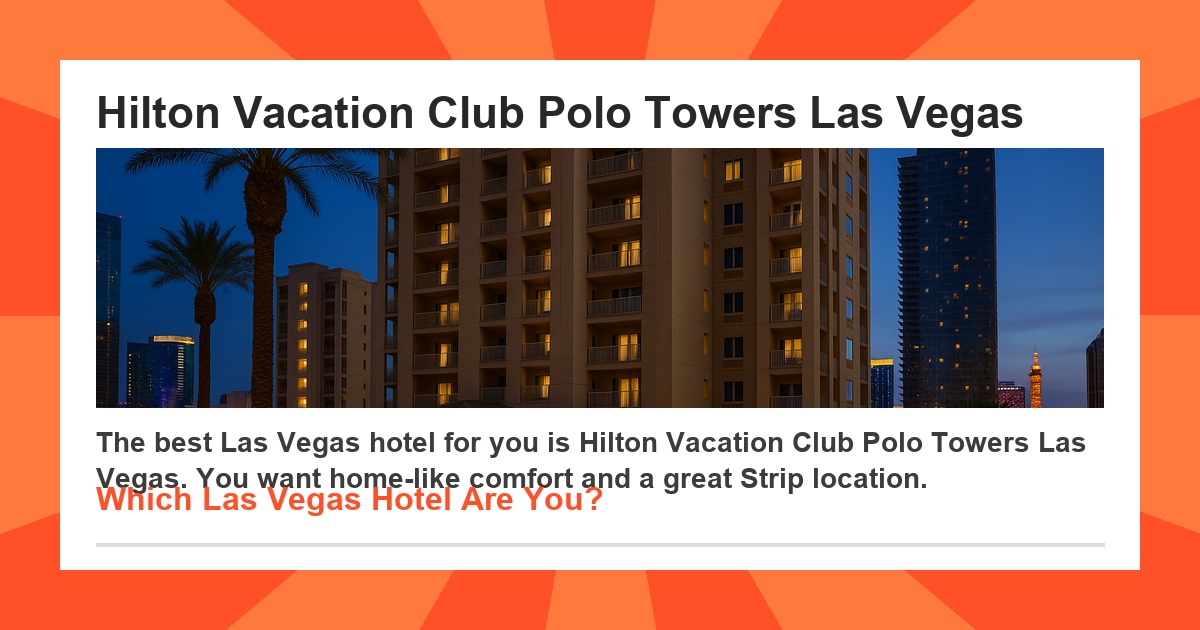 Hilton Vacation Club Polo Towers Las Vegas
The best Las Vegas hotel for you is Hilton Vacation Club Polo Towers Las
Vegas. You want home-like comfort and a great Strip location.
Which Las Vegas Hotel Are You?